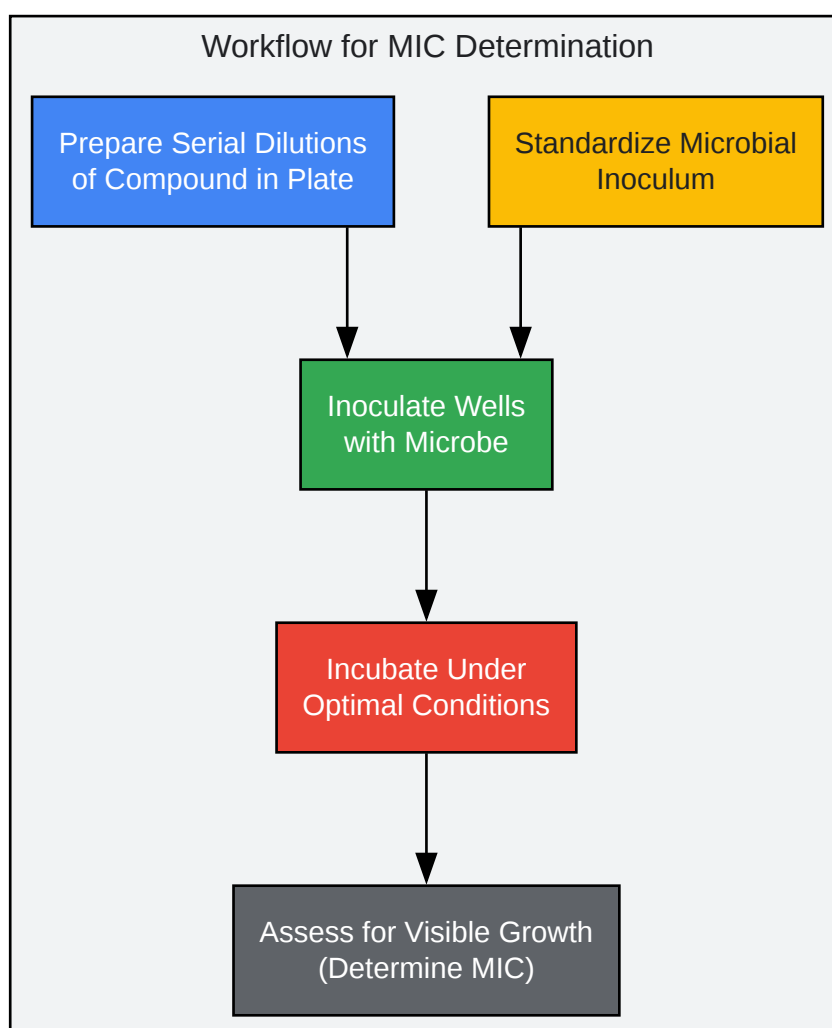 Workflow for MIC Determination
Prepare Serial Dilutions
of Compound in Plate
Standardize Microbial
Inoculum
Inoculate Wells
with Microbe
Incubate Under
Optimal Conditions
Assess for Visible Growth
(Determine MIC)